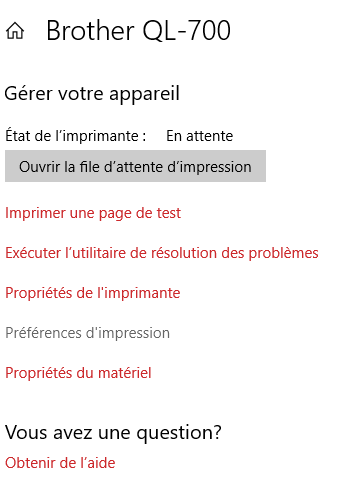 Brother QL-700
Gérer votre appareil
État de l’imprimante : En attente
Ouvrir la file d’attente d’impression
Imprimer une page de test
Exécuter l’utilitaire de résolution des problèmes
Propriétés de l'imprimante
Préférences d'impression
Propriétés du matériel
Vous avez une question?
Obtenir de l’aide